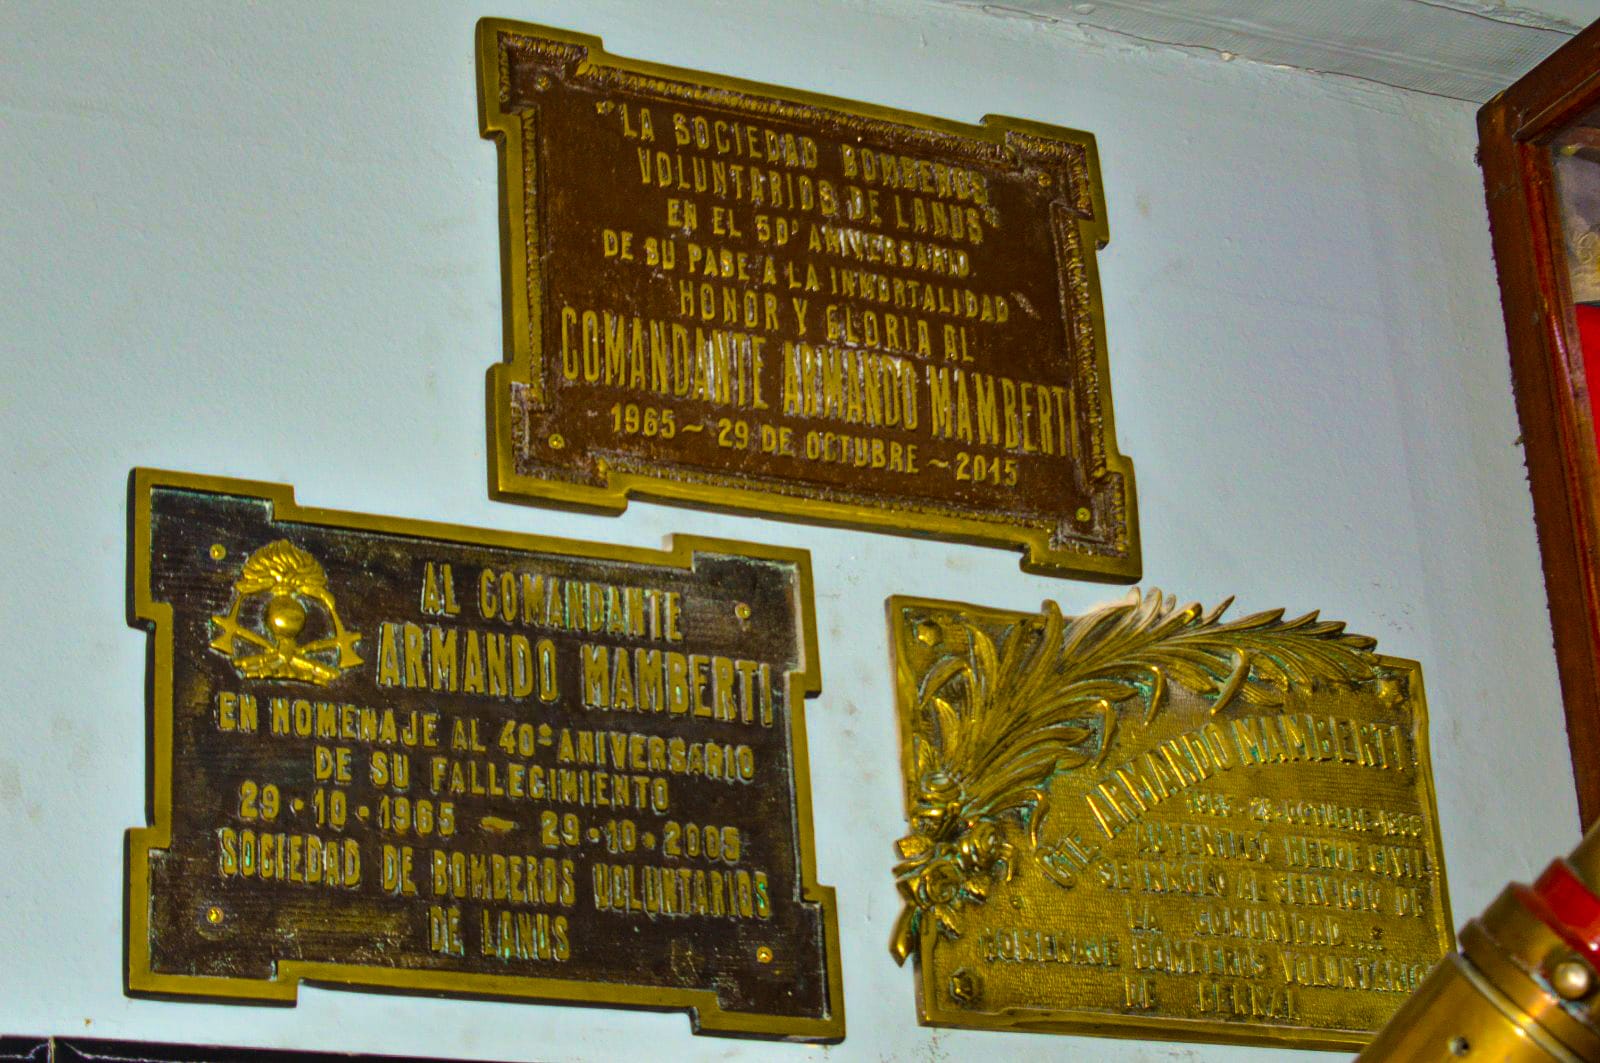 "LA SOCIEDAD BOMBEROS
VOLUNTARIOS DE LANUS"
EN EL 50° ANIVERSARIO
DE SU PASE A LA INMORTALIDAD
HONOR Y GLORIA AL
COMANDANTE ARMANDO MAMBERTI
1965 ~ 29 DE OCTUBRE ~ 2015
AL COMANDANTE
ARMANDO MAMBERTI
EN HOMENAJE AL 40° ANIVERSARIO
DE SU FALLECIMIENTO
29 · 10 · 1965 - 29 · 10 · 2005
SOCIEDAD DE BOMBEROS VOLUNTARIOS
DE LANUS
CTE. ARMANDO MAMBERTI
OCTUBRE
AUTENTICO HEROE CIVIL
SE INMOLO AL SERVICIO DE
LA COMUNIDAD...
HOMENAJE BOMBEROS VOLUNTARIOS
DE BERNAL